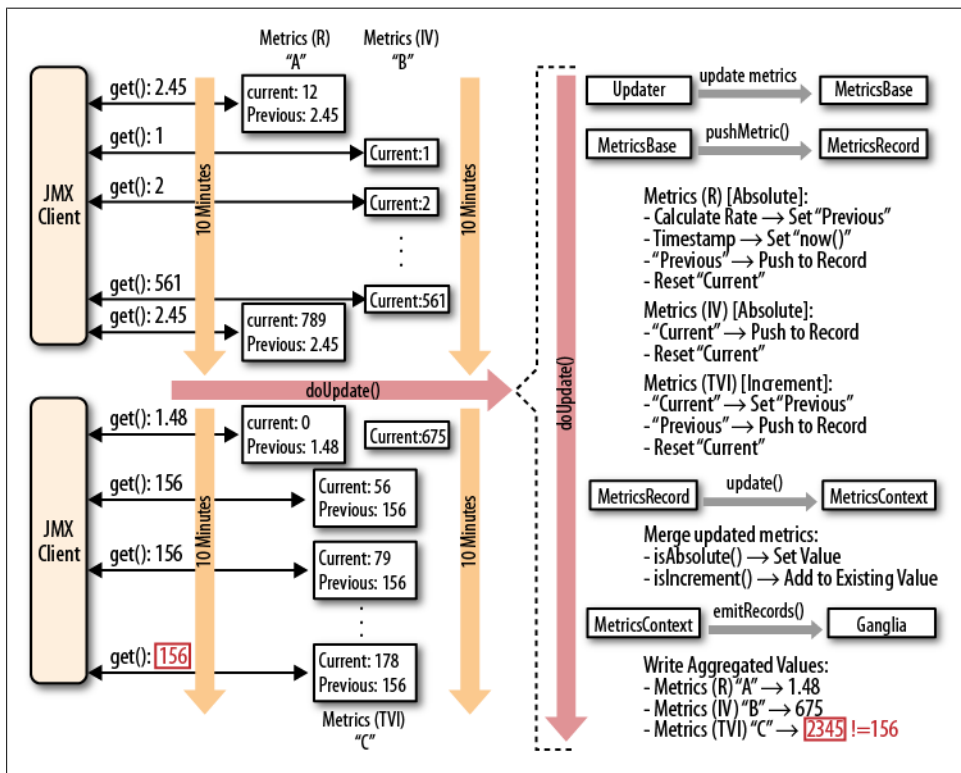 Metrics (R)
"A"
Metrics (IV)
"B"
JMX
Client
get(): 2.45
get(): 1
get(): 2
get(): 561
get(): 2.45
10 Minutes
current: 12
Previous: 2.45
Current:1
Current:2
Current:561
current: 789
Previous: 2.45
10 Minutes
doUpdate()
JMX
Client
get(): 1.48
get(): 156
get(): 156
get(): 156
10 Minutes
current: 0
Previous: 1.48
Current:675
Current: 56
Previous: 156
Current: 79
Previous: 156
Current: 178
Previous: 156
Metrics (TVI)
"C"
10 Minutes
doUpdate()
Updater
update metrics
MetricsBase
MetricsBase
pushMetric()
MetricsRecord
Metrics (R) [Absolute]:
- Calculate Rate → Set "Previous"
- Timestamp → Set "now()"
- "Previous" → Push to Record
- Reset "Current"
Metrics (IV) [Absolute]:
- "Current" → Push to Record
- Reset "Current"
Metrics (TVI) [Increment]:
- "Current" → Set "Previous"
- "Previous" → Push to Record
- Reset "Current"
MetricsRecord
update()
MetricsContext
Merge updated metrics:
- isAbsolute() → Set Value
- isIncrement() → Add to Existing Value
MetricsContext
emitRecords()
Ganglia
Write Aggregated Values:
- Metrics (R) "A" → 1.48
- Metrics (IV) "B" → 675
- Metrics (TVI) "C" → 2345 !=156